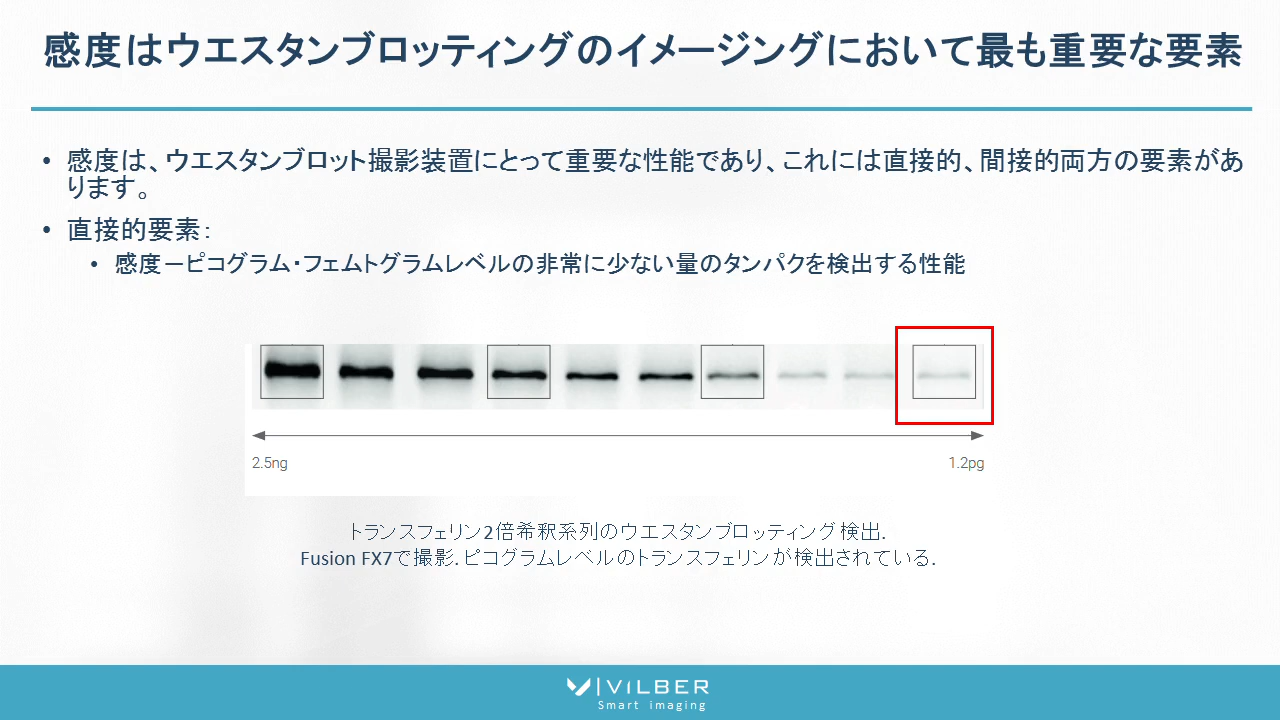 感度はウエスタンブロッティングのイメージングにおいて最も重要な要素
• 感度は、ウエスタンブロット撮影装置にとって重要な性能であり、これには直接的、間接的両方の要素があ
ります。
• 直接的要素：
• 感度－ピコグラム・フェムトグラムレベルの非常に少ない量のタンパクを検出する性能
2.5ng 1.2pg
トランスフェリン2倍希釈系列のウエスタンブロッティング検出.
Fusion FX7で撮影. ピコグラムレベルのトランスフェリンが検出されている.
VILBER
Smart imaging